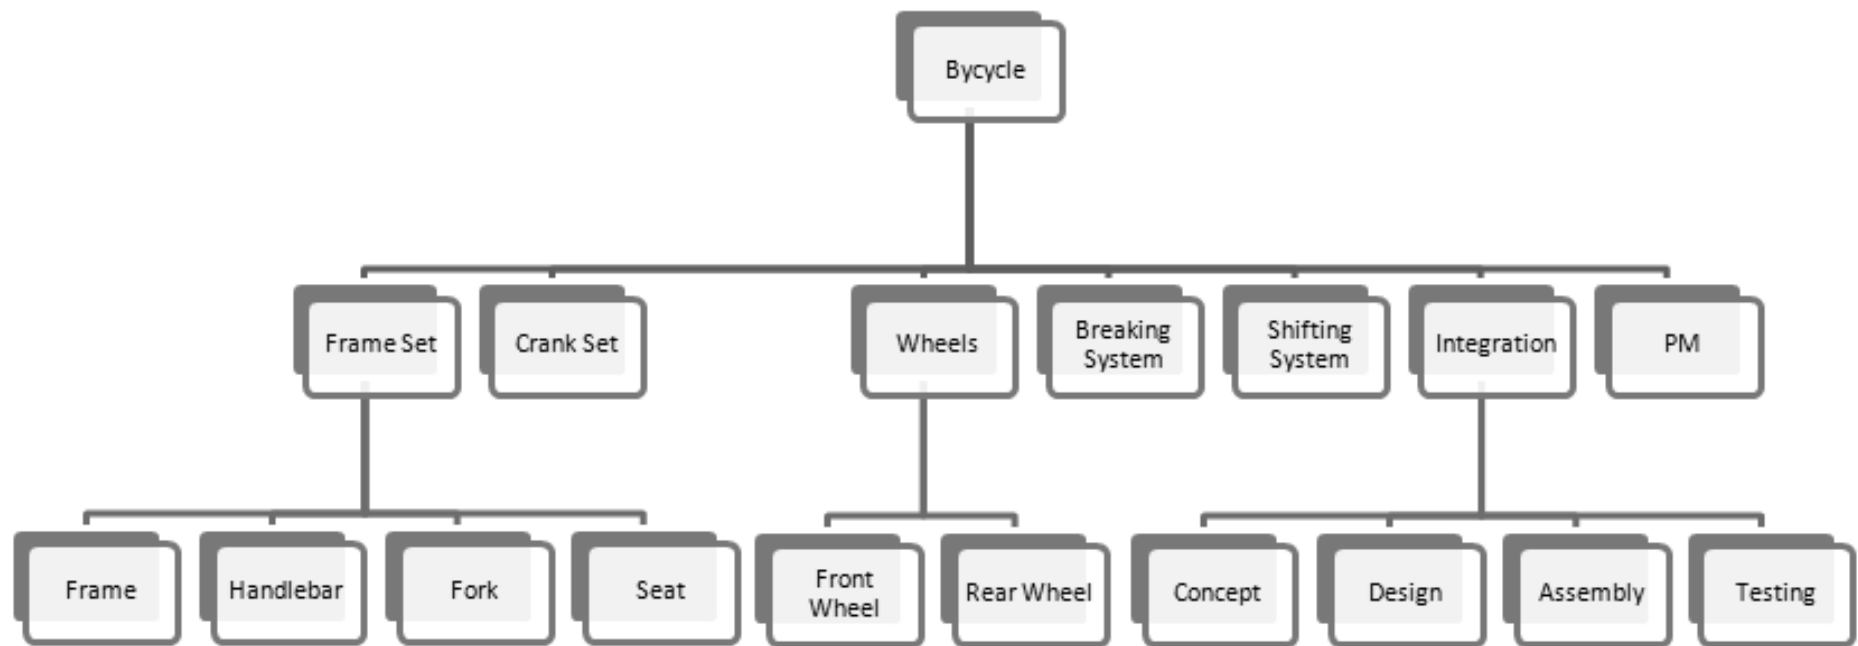 Bycycle
Frame Set
Crank Set
Wheels
Breaking
System
Shifting
System
Integration
PM
Frame
Handlebar
Fork
Seat
Front
Wheel
Rear Wheel
Concept
Design
Assembly
Testing